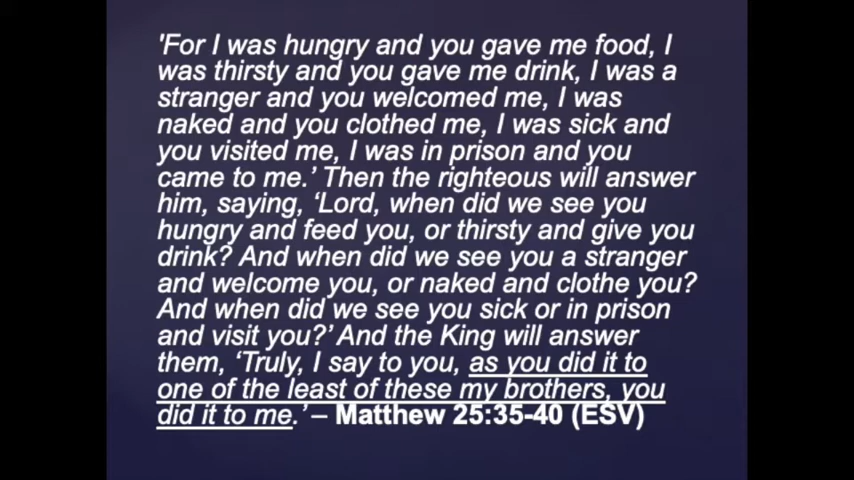 'For I was hungry and you gave me food, I
was thirsty and you gave me drink, I was a
stranger and you welcomed me, I was
naked and you clothed me, I was sick and
you visited me, I was in prison and you
came to me.’ Then the righteous will answer
him, saying, ‘Lord, when did we see you
hungry and feed you, or thirsty and give you
drink? And when did we see you a stranger
and welcome you, or naked and clothe you?
And when did we see you sick or in prison
and visit you?’ And the King will answer
them, ‘Truly, I say to you, as you did it to
one of the least of these my brothers, you
did it to me.’ – Matthew 25:35-40 (ESV)